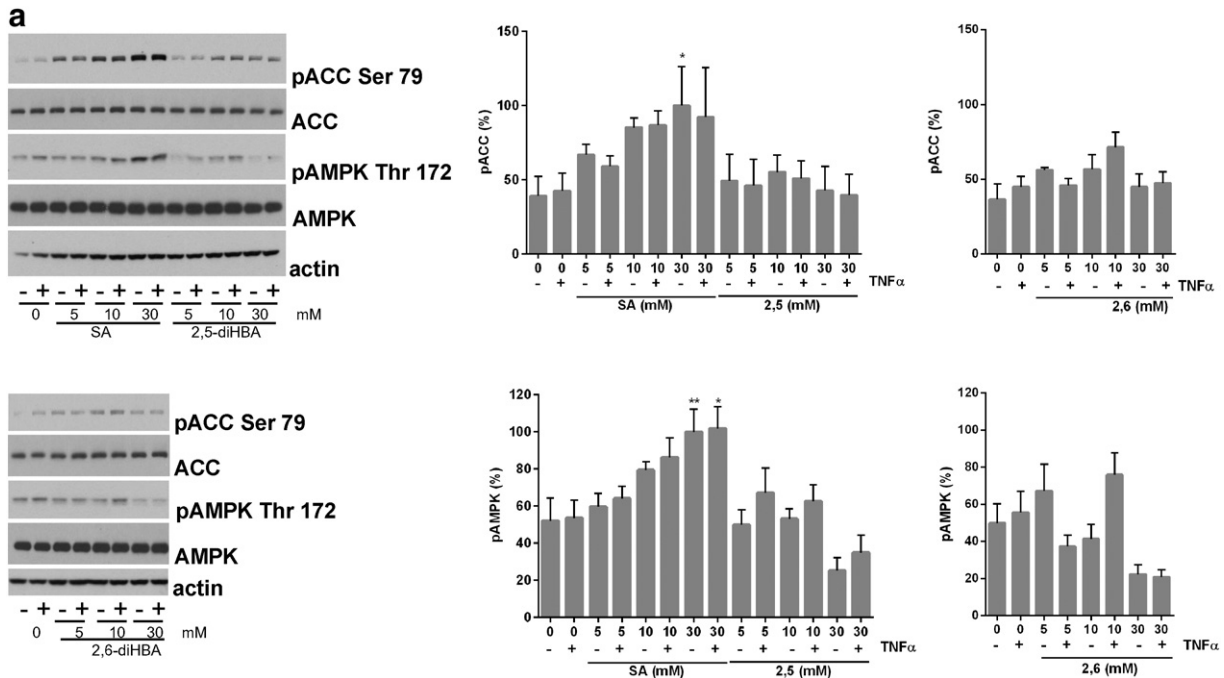 a
pACC Ser 79
ACC
pAMPK Thr 172
AMPK
actin
- + - + - + - + - + - + - +
0 5 10 30 5 10 30 mM
SA 2,5-diHBA
pACC (%)
150
100
50
0
*
0 0 5 5 10 10 30 30 5 5 10 10 30 30
- + - + - + - + - + - + - + TNFα
SA (mM) 2,5 (mM)
pACC (%)
150
100
50
0
0 0 5 5 10 10 30 30
- + - + - + - + TNFα
2,6 (mM)
pACC Ser 79
ACC
pAMPK Thr 172
AMPK
actin
- + - + - + - +
0 5 10 30 mM
2,6-diHBA
pAMPK (%)
120
100
80
60
40
20
0
** *
0 0 5 5 10 10 30 30 5 5 10 10 30 30
- + - + - + - + - + - + - + TNFα
SA (mM) 2,5 (mM)
pAMPK (%)
120
100
80
60
40
20
0
0 0 5 5 10 10 30 30
- + - + - + - + TNFα
2,6 (mM)